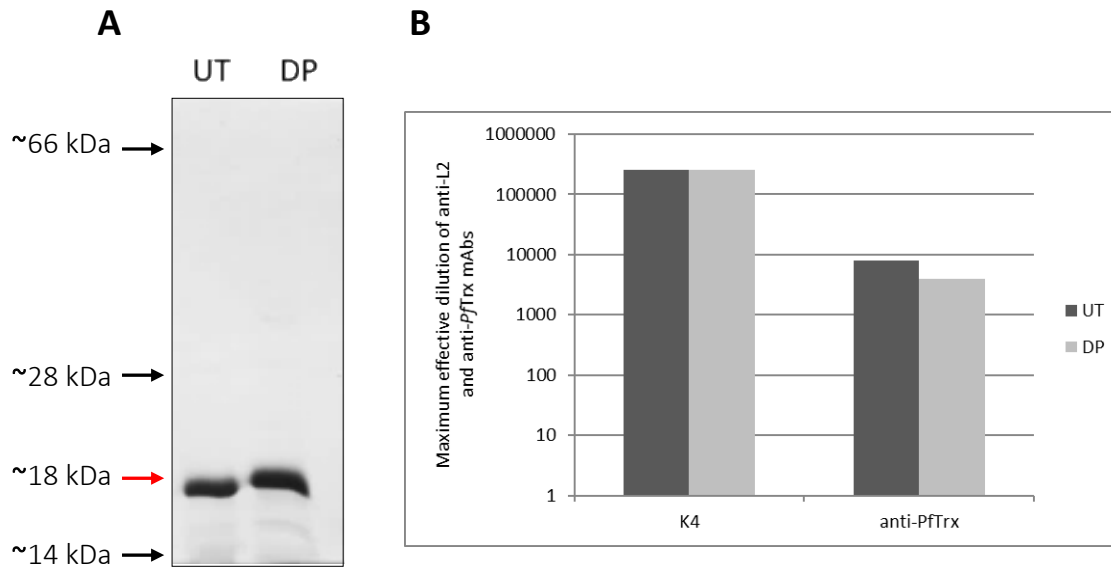 A
UT DP
~66 kDa
~28 kDa
~18 kDa
~14 kDa
B
Maximum effective dilution of anti-L2
and anti-PfTrx mAbs
1000000
100000
10000
1000
100
10
1
K4 anti-PfTrx
UT
DP